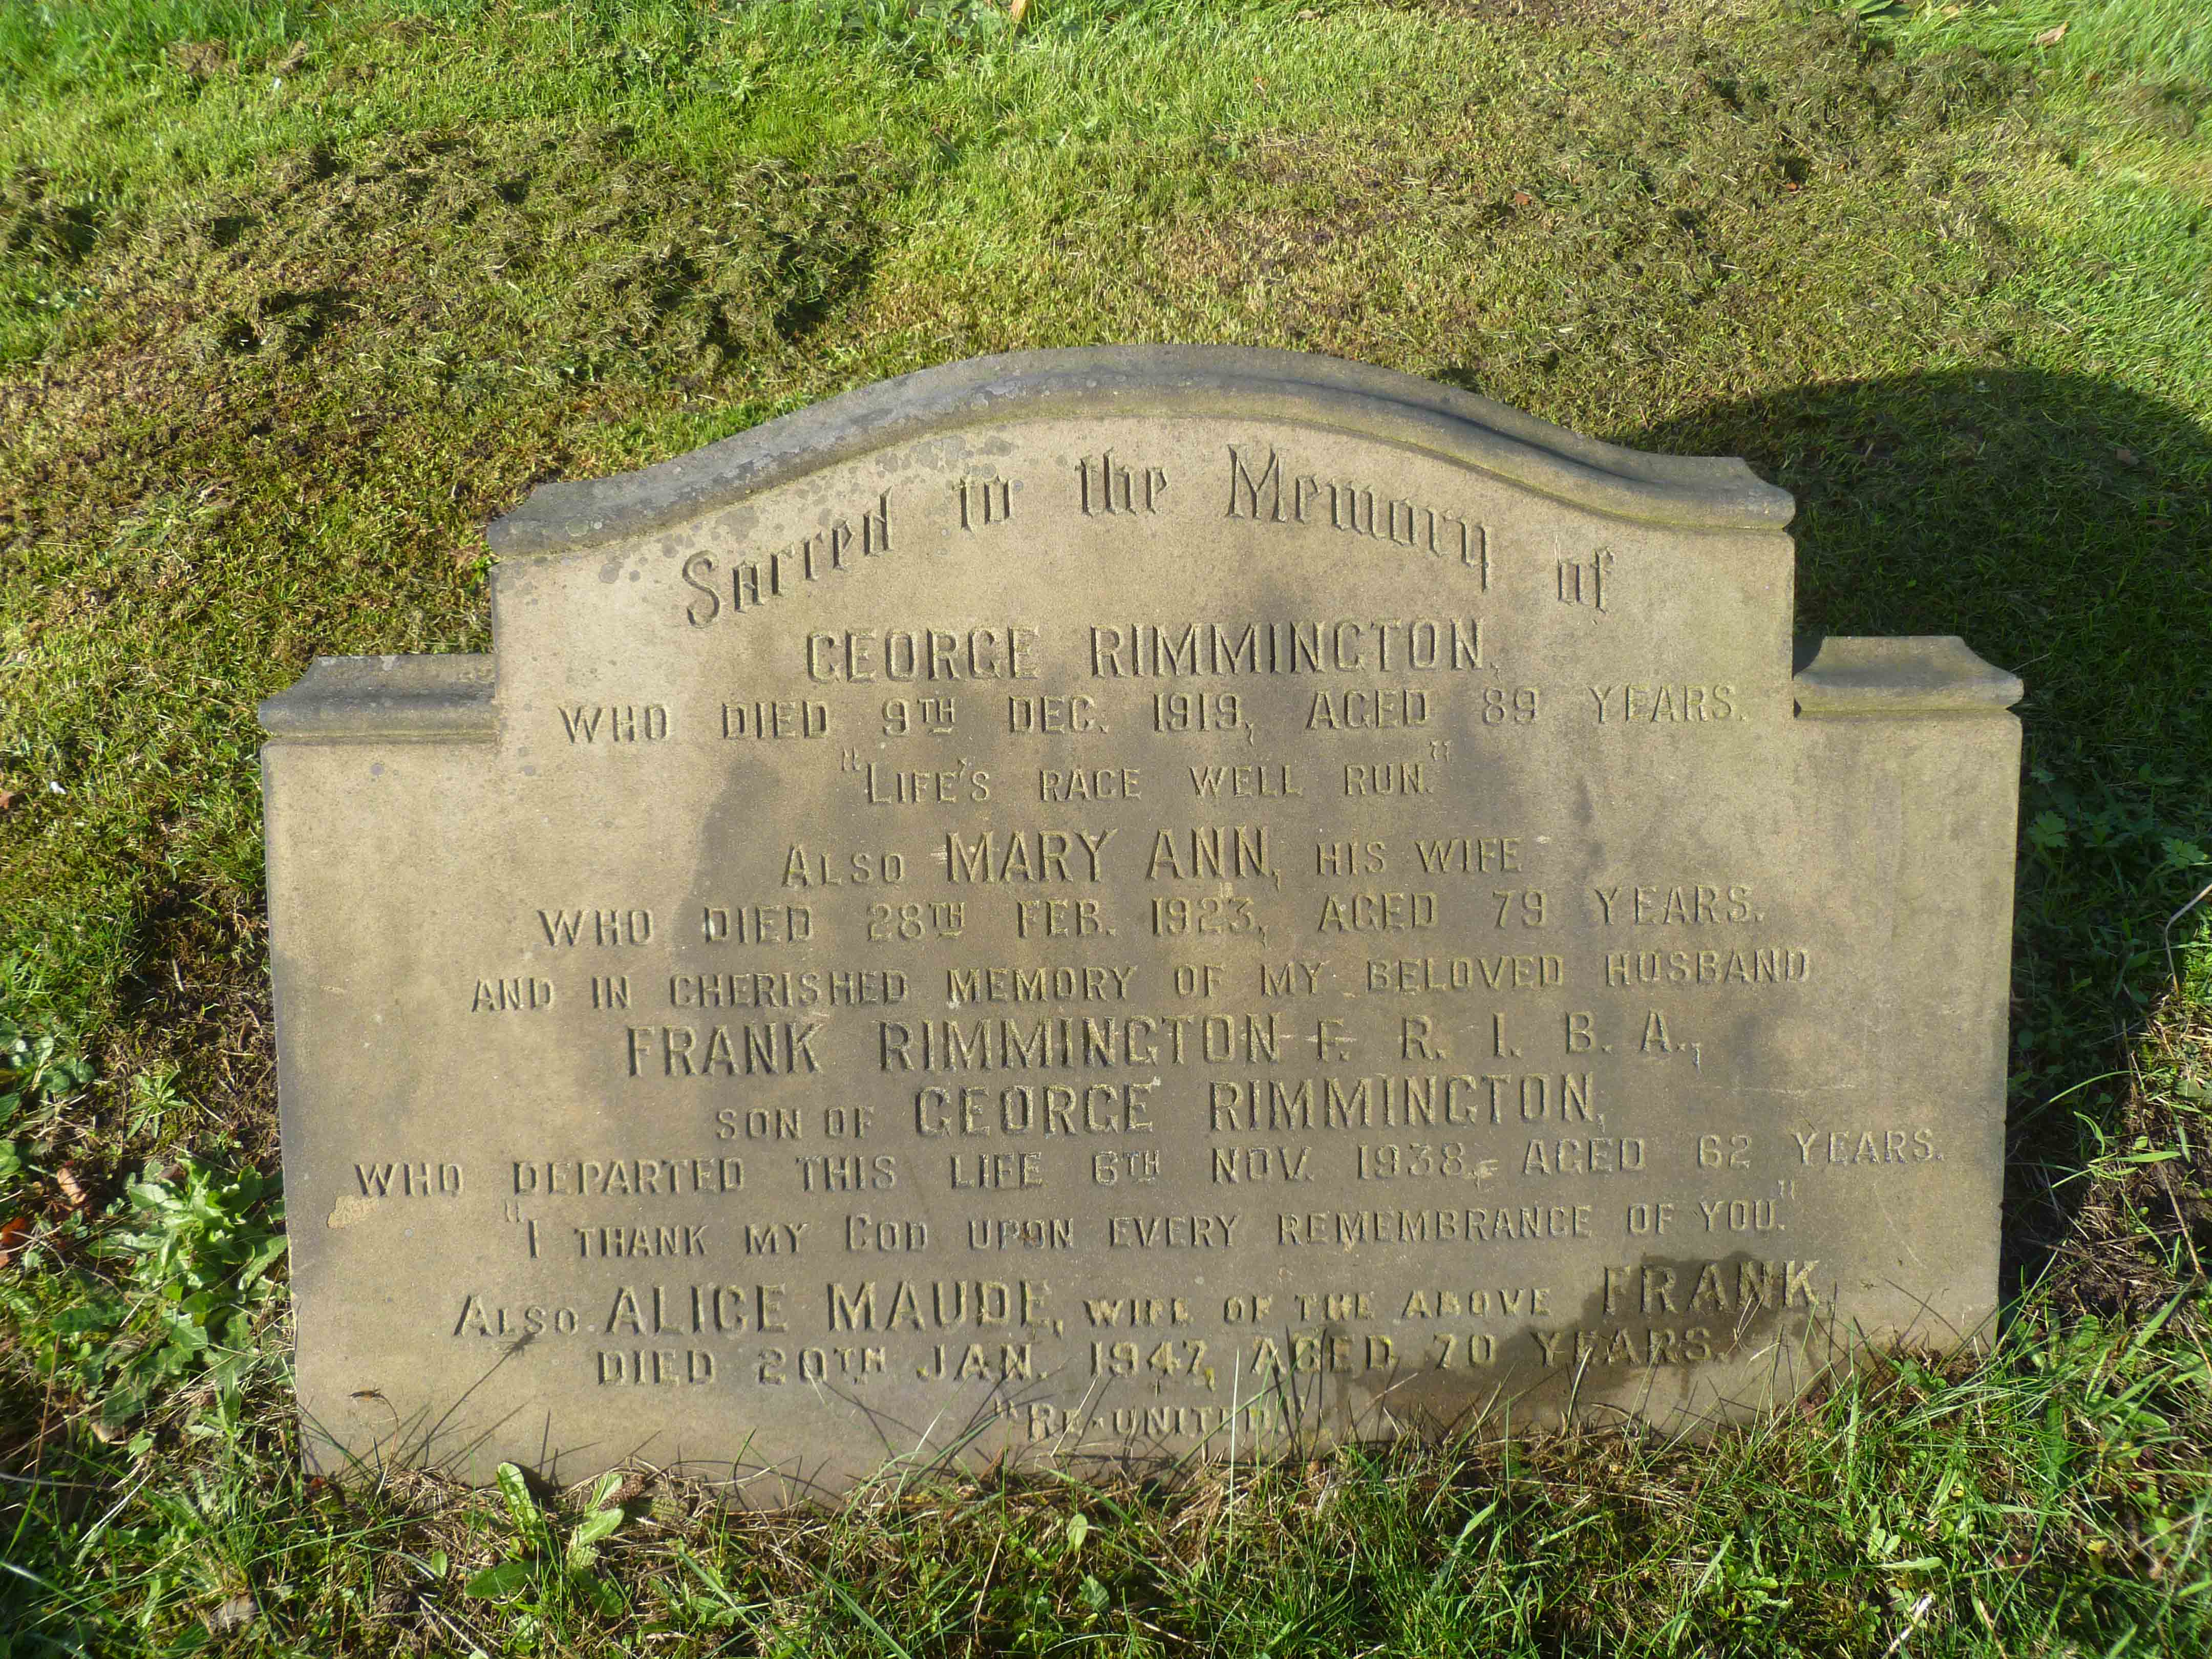 Sacred to the Memory of
GEORGE RIMMINGTON,
WHO DIED 9TH DEC. 1919, AGED 89 YEARS.
"LIFE'S RACE WELL RUN."
ALSO MARY ANN, HIS WIFE
WHO DIED 28TH FEB. 1923, AGED 79 YEARS.
AND IN CHERISHED MEMORY OF MY BELOVED HUSBAND
FRANK RIMMINGTON F. R. I. B. A.,
SON OF GEORGE RIMMINGTON,
WHO DEPARTED THIS LIFE 6TH NOV. 1938, AGED 62 YEARS.
"I THANK MY GOD UPON EVERY REMEMBRANCE OF YOU."
ALSO ALICE MAUDE, WIFE OF THE ABOVE FRANK,
DIED 20TH JAN. 1947, AGED 70 YEARS.
"RE-UNITED."